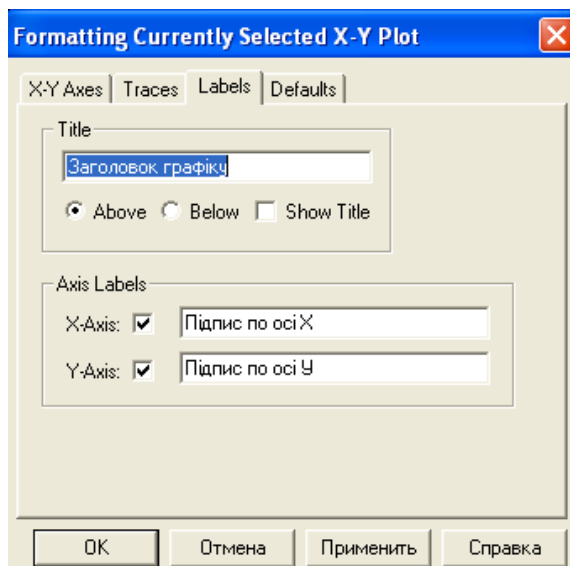 Formatting Currently Selected X-Y Plot
X-Y Axes Traces Labels Defaults
Title
Заголовок графіку
Above Below Show Title
Axis Labels
X-Axis: Підпис по осі X
Y-Axis: Підпис по осі У
OK Отмена Применить Справка